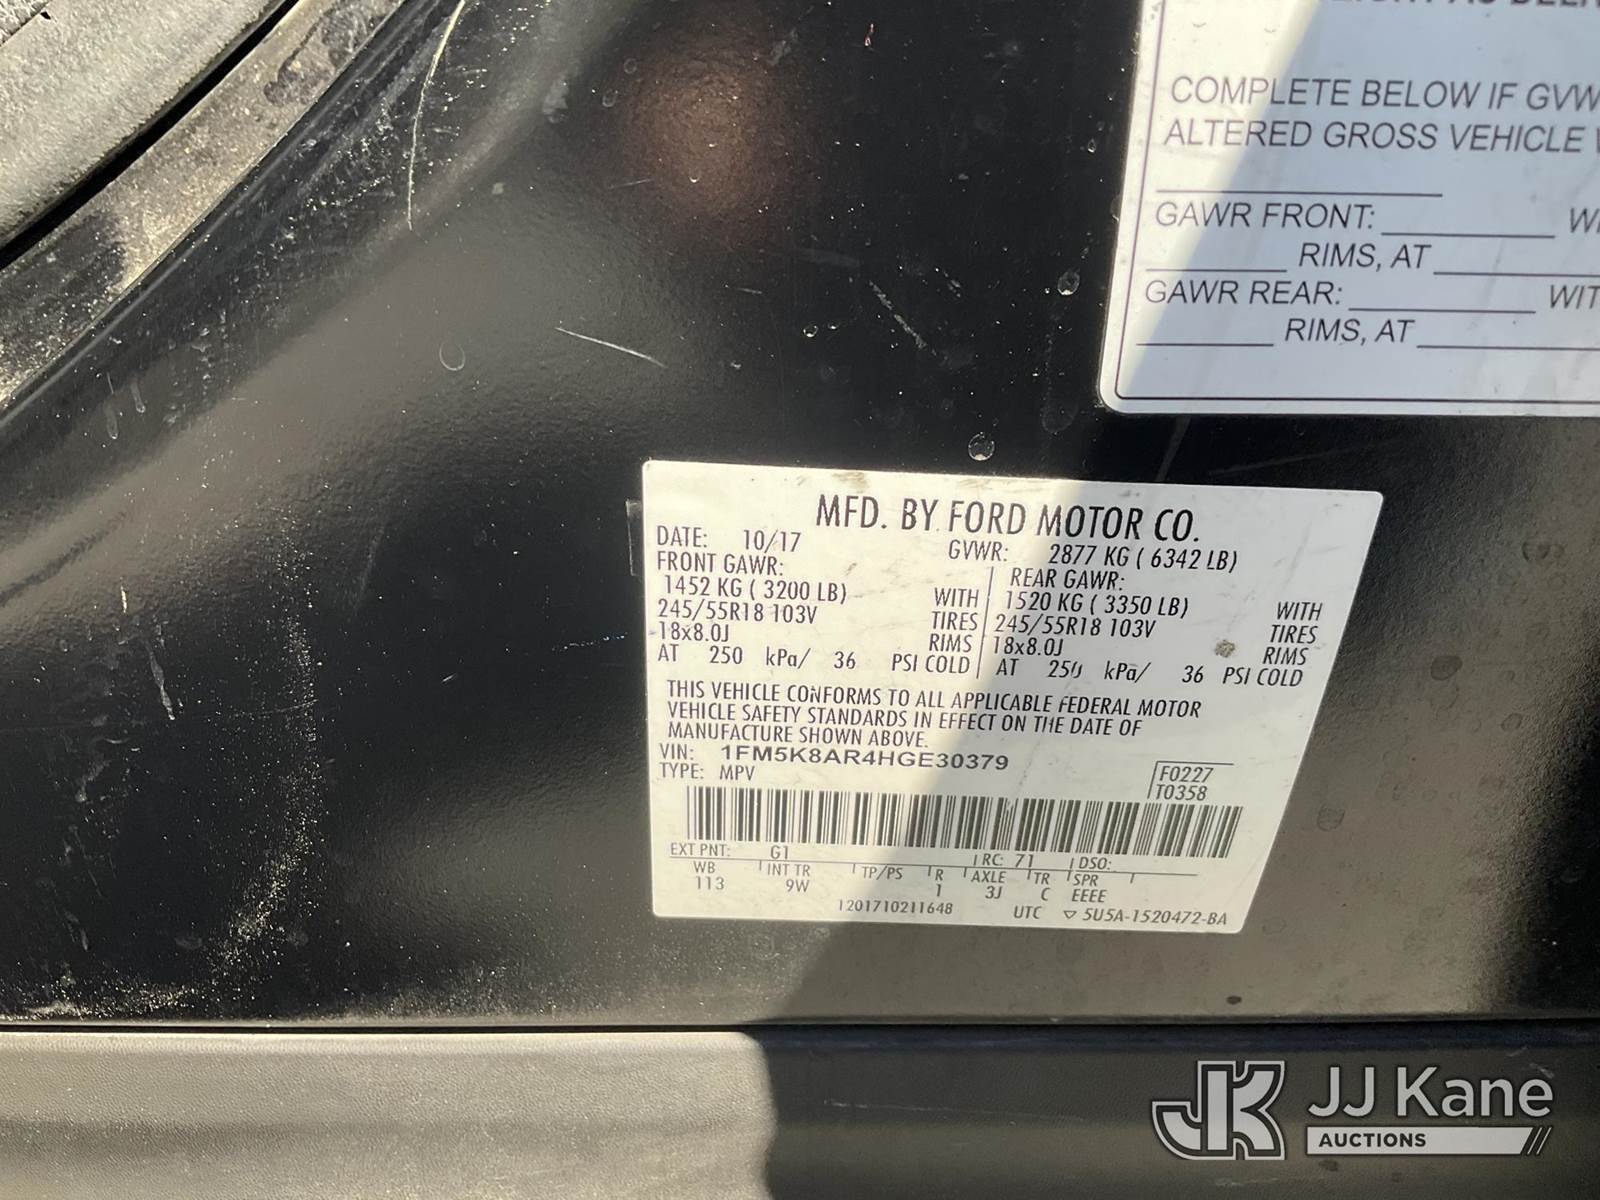 COMPLETE BELOW IF GVW
ALTERED GROSS VEHICLE
GAWR FRONT:
RIMS, AT
GAWR REAR: WIT
RIMS, AT
MFD. BY FORD MOTOR CO.
DATE: 10/17 GVWR: 2877 KG ( 6342 LB)
FRONT GAWR: REAR GAWR:
1452 KG ( 3200 LB) WITH 1520 KG ( 3350 LB) WITH
245/55R18 103V TIRES 245/55R18 103V TIRES
18x8.0J RIMS 18x8.0J RIMS
AT 250 kPa/ 36 PSI COLD AT 250 kPa/ 36 PSI COLD
THIS VEHICLE CONFORMS TO ALL APPLICABLE FEDERAL MOTOR
VEHICLE SAFETY STANDARDS IN EFFECT ON THE DATE OF
MANUFACTURE SHOWN ABOVE.
VIN: 1FM5K8AR4HGE30379
TYPE: MPV F0227
T0358
EXT PNT: G1 RC: 71 DSO:
WB INT TR TP/PS R AXLE TR SPR
113 9W 1 3J C EEEE
1201710211648 UTC ▽ 5U5A-1520472-BA
JK JJ Kane
AUCTIONS